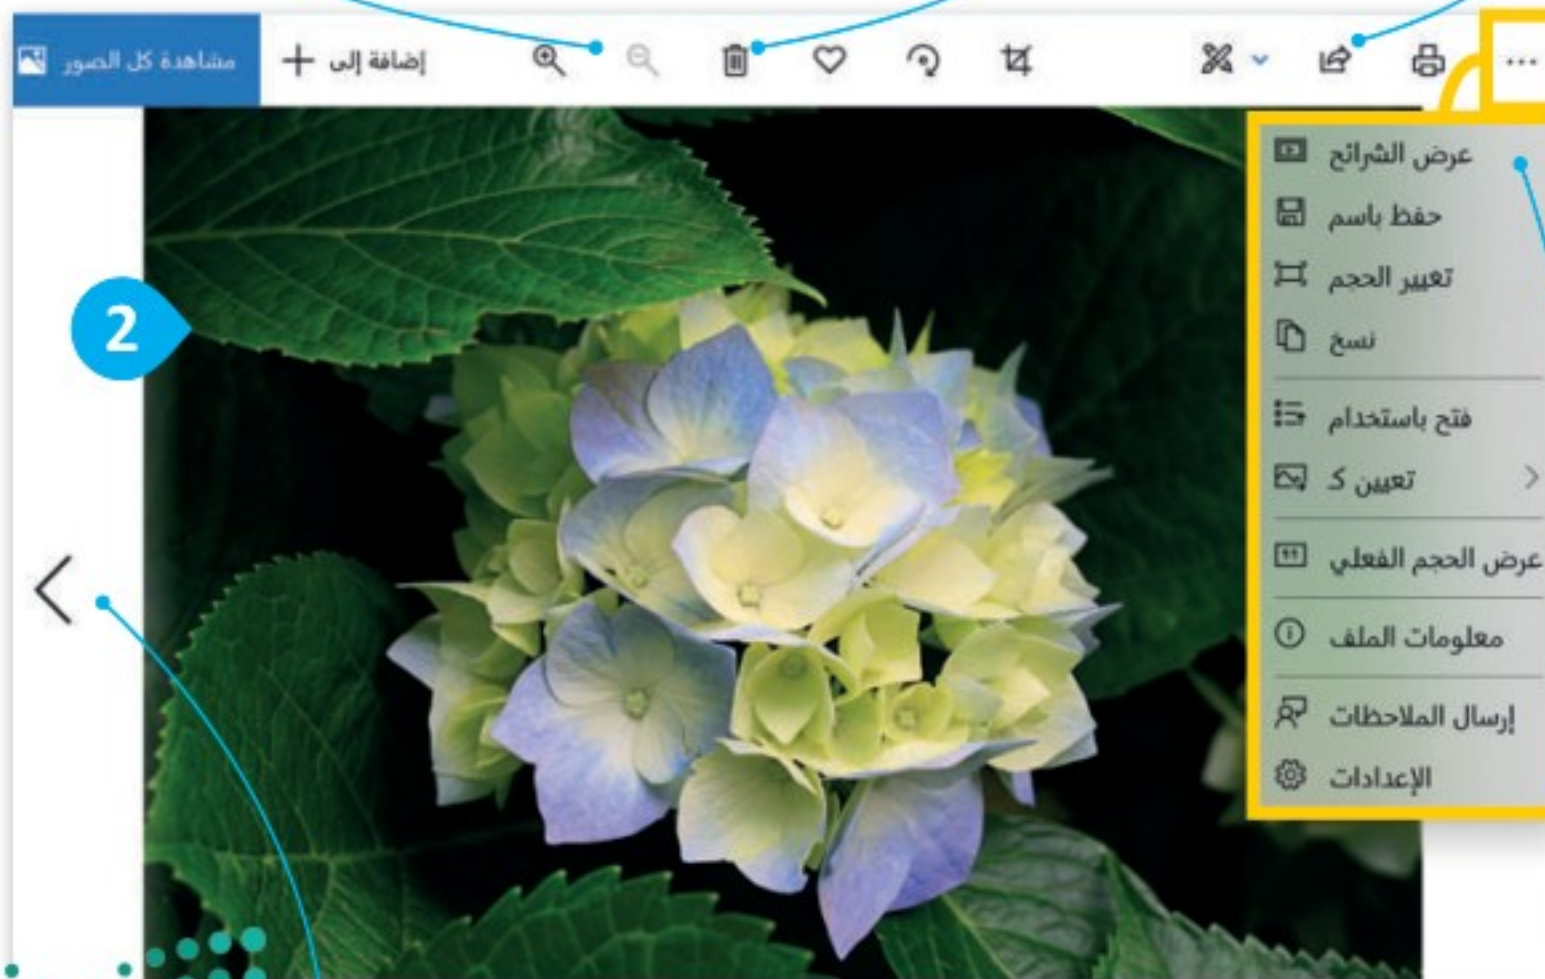 مشاهدة كل الصور
إضافة إلى
عرض الشرائح
حفظ باسم
تغيير الحجم
نسخ
فتح باستخدام
تعيين ك
عرض الحجم الفعلي
معلومات الملف
إرسال الملاحظات
الإعدادات
2